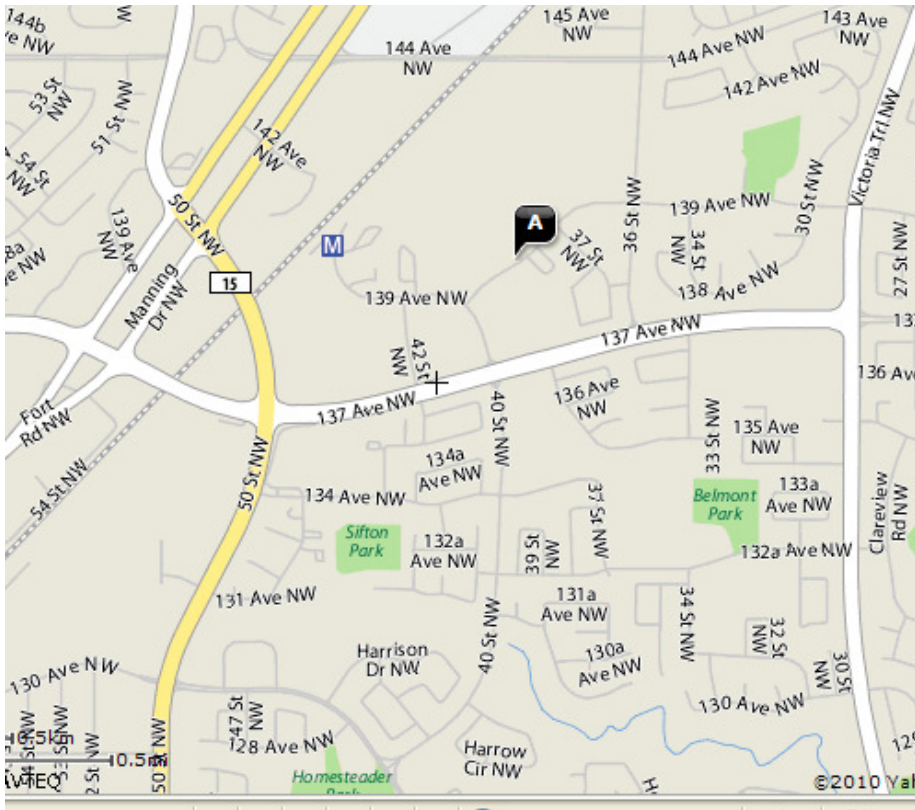 144b
ve NW
145 Ave
NW
143 Ave
NW
144 Ave
NW
144 Ave NW
142 Ave NW
53 St
NW
51 St NW
54 St
NW
142 Ave
NW
Victoria Trl NW
50 St NW
139 Ave
NW
8a
ve NW
M
A
37 St
NW
36 St NW
139 Ave NW
34 St
NW
30 St NW
27 St NW
15
Manning
Dr NW
139 Ave NW
138 Ave NW
137 Ave NW
42 St
NW
136 Ave
136 Ave
NW
Fort
Rd NW
137 Ave NW
40 St NW
33 St NW
135 Ave
NW
54 St NW
50 St NW
134a
Ave NW
134 Ave NW
37 St NW
Belmont
Park
133a
Ave NW
Clareview
Rd NW
Sifton
Park
132a
Ave NW
39 St
NW
132a Ave NW
131 Ave NW
131a
Ave NW
40 St NW
34 St NW
32 St
NW
130a
Ave NW
Harrison
Dr NW
130 Ave NW
30 St
NW
130 Ave NW
47 St
NW
50 St NW
128 Ave NW
Harrow
Cir NW
0.5km
0.5mi
Homesteader
Park
©2010 Yah